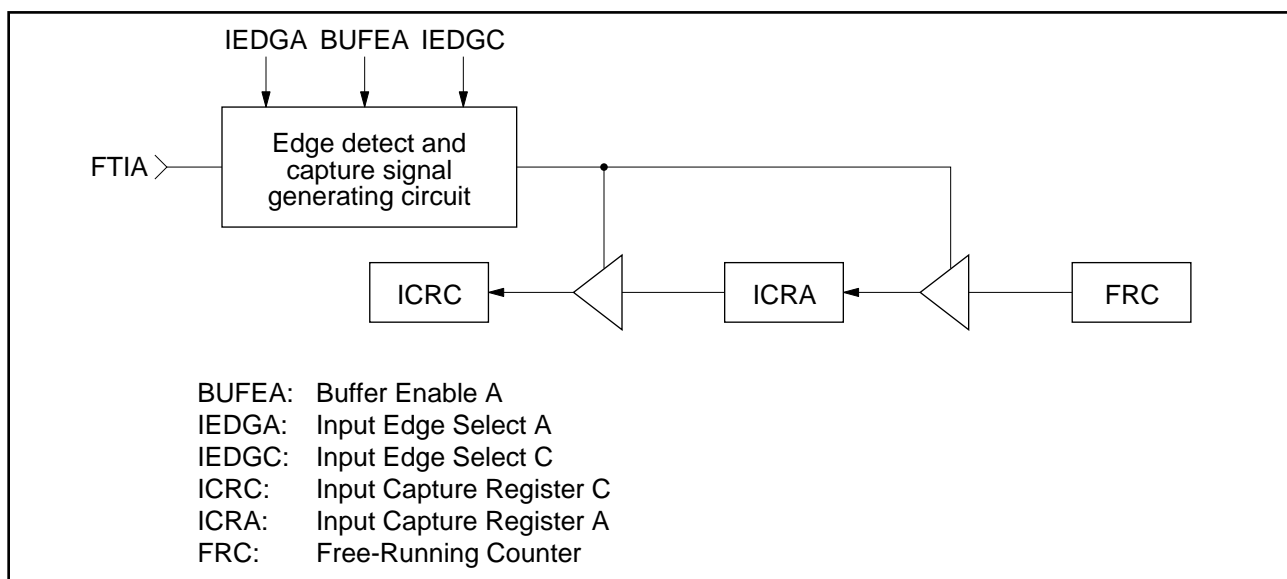 IEDGA BUFEA IEDGC
FTIA
Edge detect and
capture signal
generating circuit
ICRC ICRA FRC
BUFEA: Buffer Enable A
IEDGA: Input Edge Select A
IEDGC: Input Edge Select C
ICRC: Input Capture Register C
ICRA: Input Capture Register A
FRC: Free-Running Counter